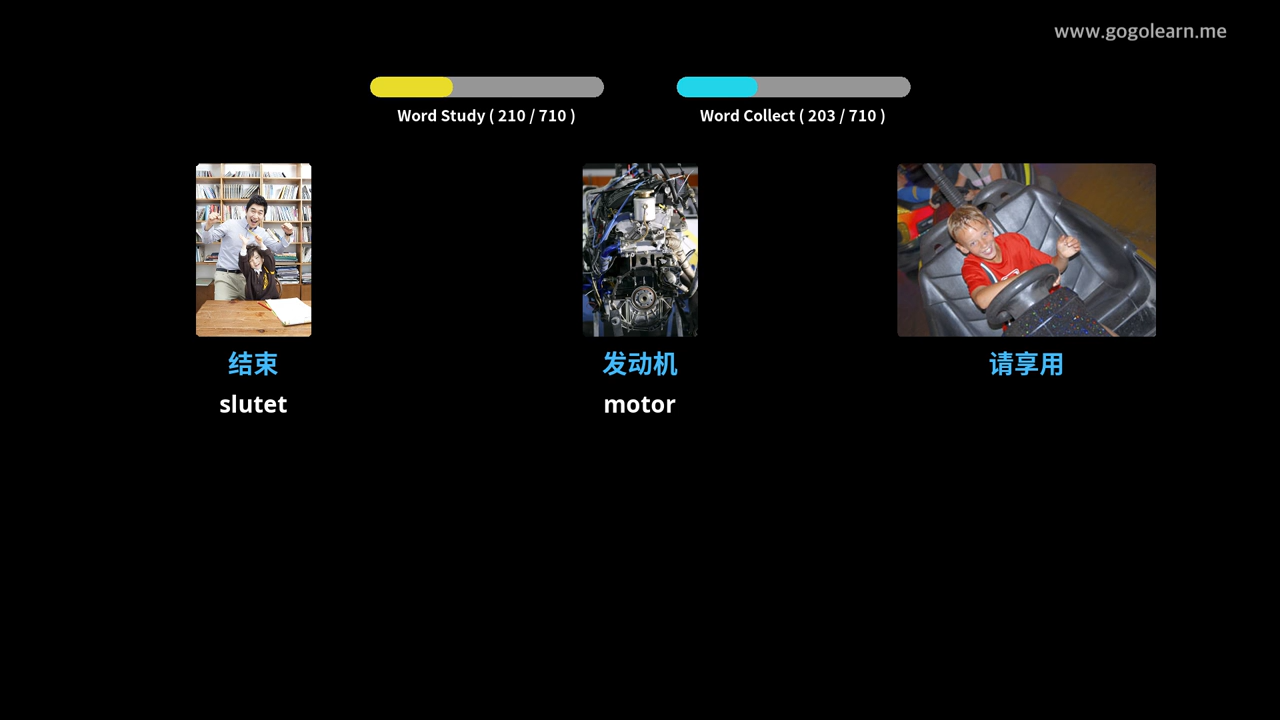 www.gogolearn.me
Word Study ( 210 / 710 )
Word Collect ( 203 / 710 )
结束
发动机
请享用
slutet
motor